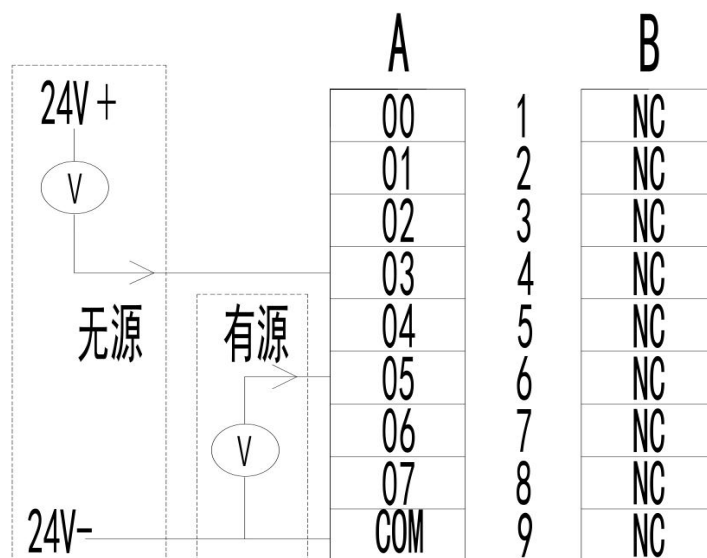 A B
24V+ 00 1 NC
01 2 NC
V 02 3 NC
03 4 NC
无源 有源 04 5 NC
05 6 NC
V 06 7 NC
07 8 NC
24V- COM 9 NC